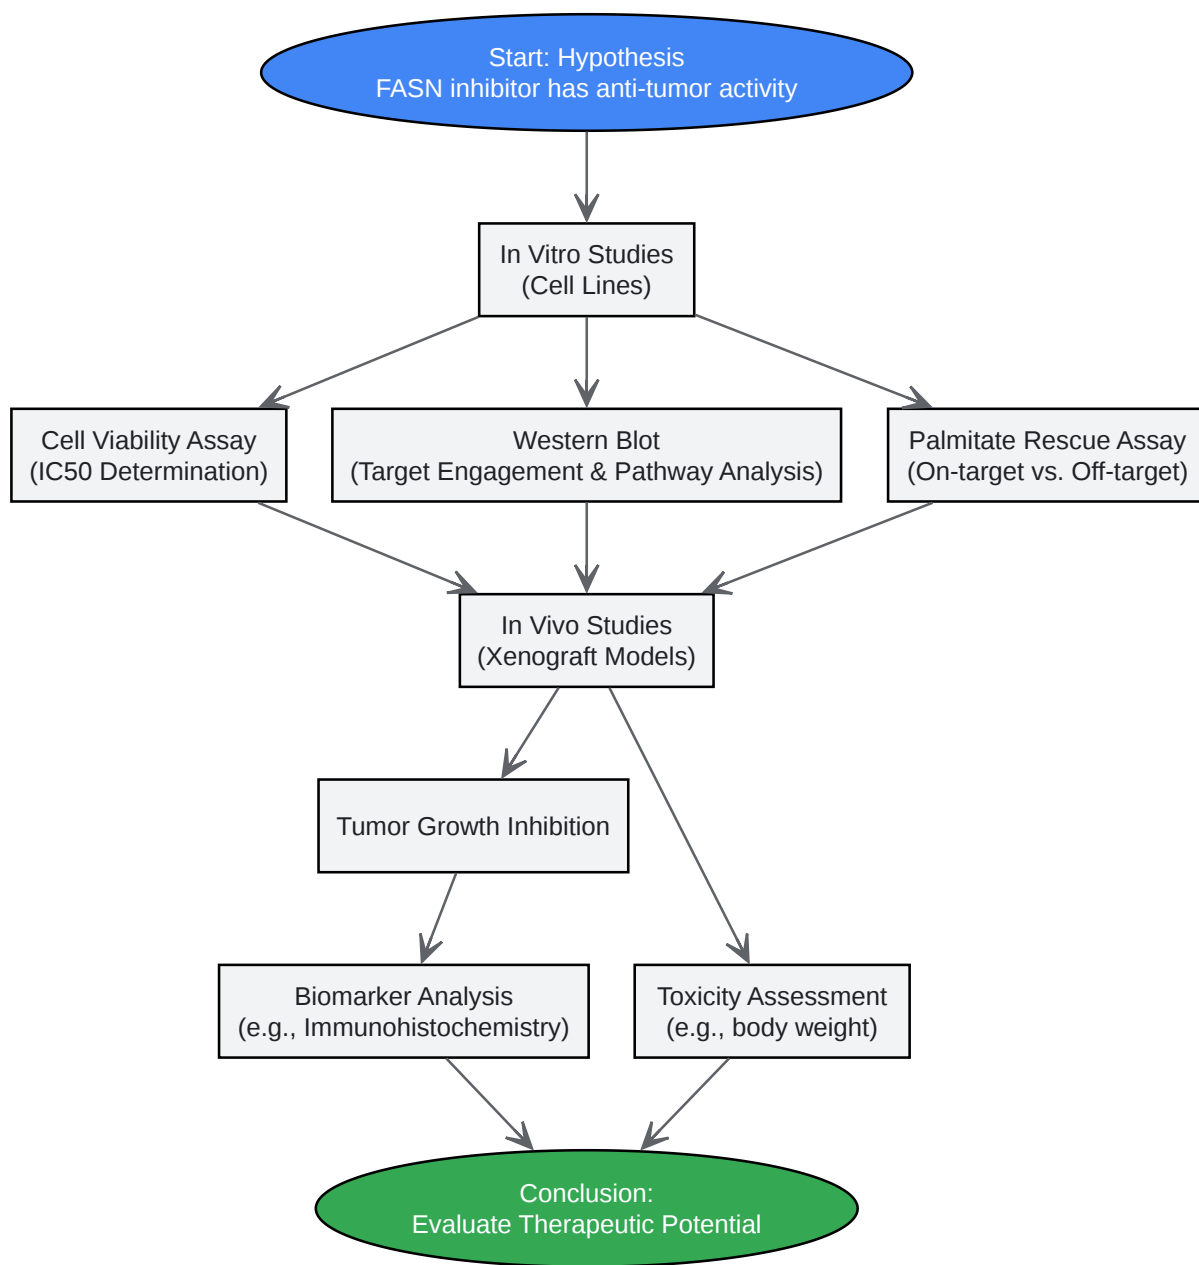 Start: Hypothesis
FASN inhibitor has anti-tumor activity
In Vitro Studies
(Cell Lines)
Cell Viability Assay
(IC50 Determination)
Western Blot
(Target Engagement & Pathway Analysis)
Palmitate Rescue Assay
(On-target vs. Off-target)
In Vivo Studies
(Xenograft Models)
Tumor Growth Inhibition
Biomarker Analysis
(e.g., Immunohistochemistry)
Toxicity Assessment
(e.g., body weight)
Conclusion:
Evaluate Therapeutic Potential